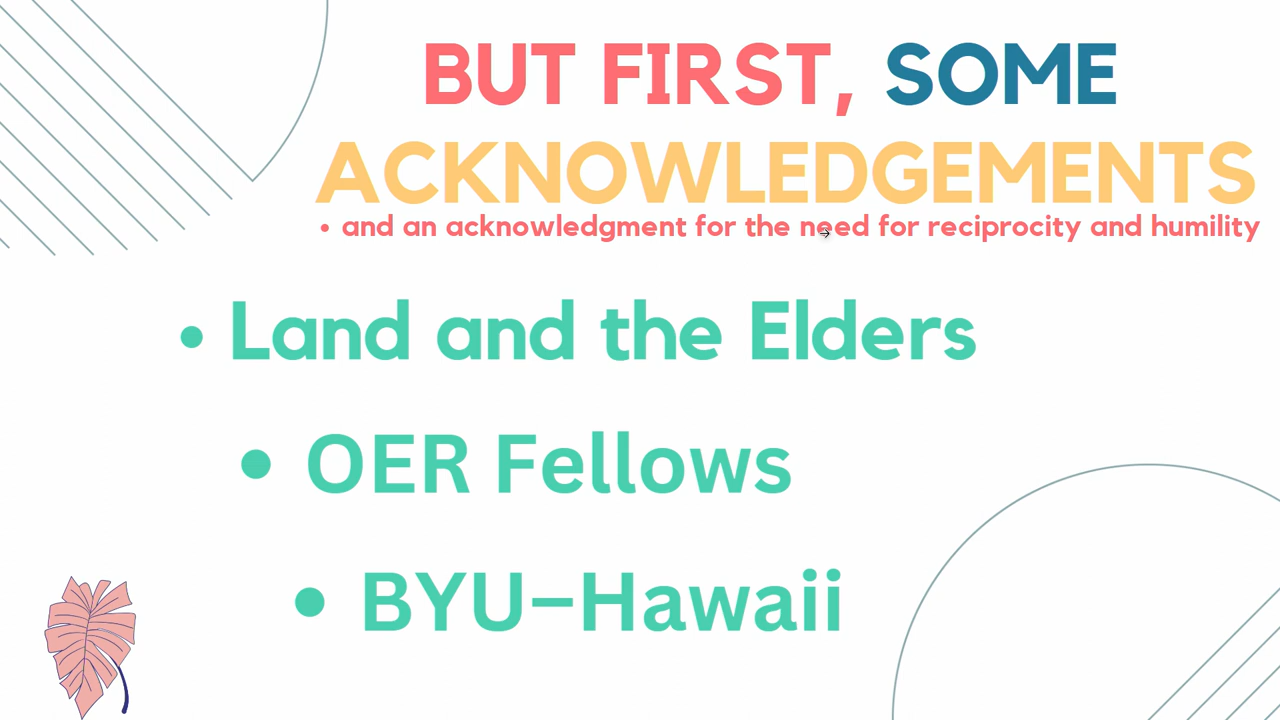 BUT FIRST, SOME
ACKNOWLEDGEMENTS
• and an acknowledgment for the need for reciprocity and humility
• Land and the Elders
• OER Fellows
• BYU–Hawaii